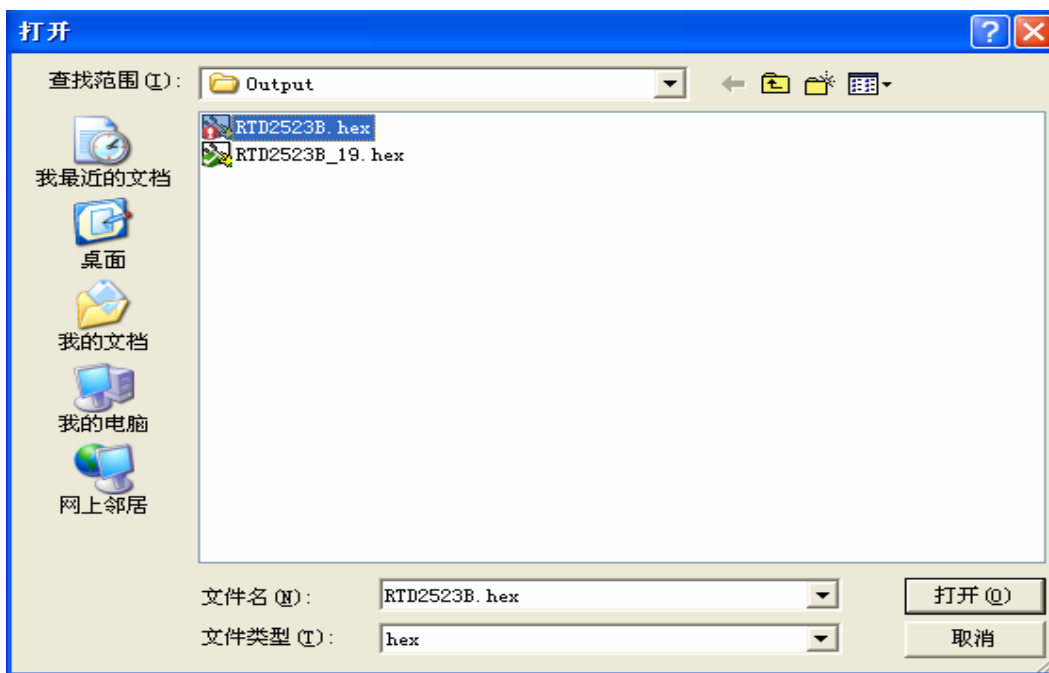 打开
查找范围(I):
Output
我最近的文档
桌面
我的文档
我的电脑
网上邻居
RTD2523B.hex
RTD2523B_19.hex
文件名(N):
RTD2523B.hex
打开(O)
文件类型(T):
hex
取消